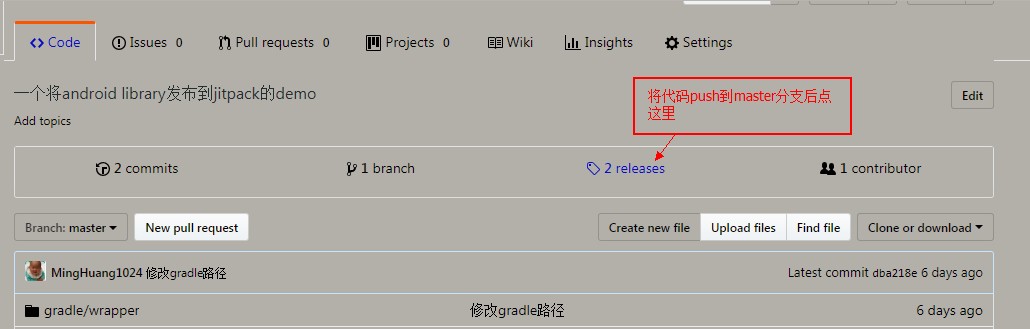 Code Issues 0 Pull requests 0 Projects 0 Wiki Insights Settings
一个将android library发布到jitpack的demo
Edit
Add topics
将代码push到master分支后点
这里
2 commits 1 branch 2 releases 1 contributor
Branch: master New pull request Create new file Upload files Find file Clone or download
MingHuang1024 修改gradle路径 Latest commit dba218e 6 days ago
gradle/wrapper 修改gradle路径 6 days ago